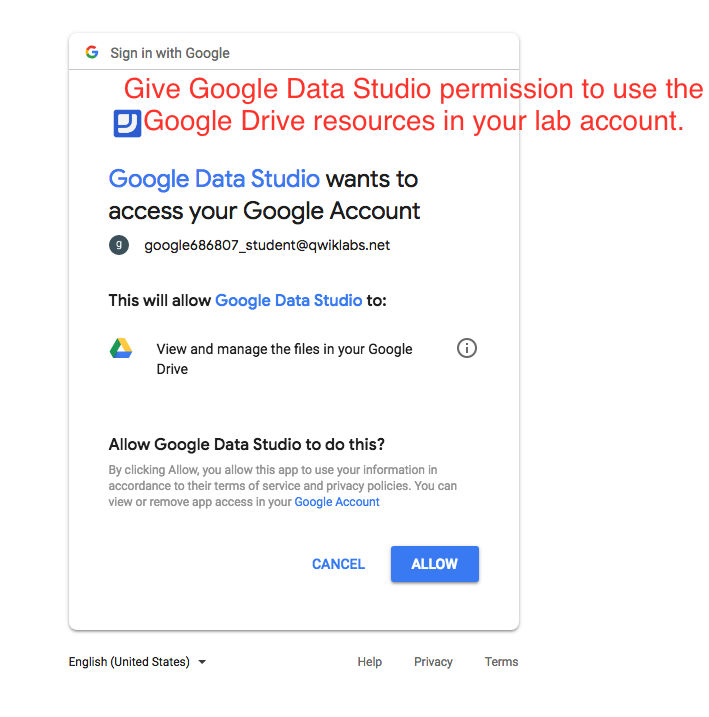 Sign in with Google
Give Google Data Studio permission to use the
Google Drive resources in your lab account.
Google Data Studio wants to
access your Google Account
g
google686807_student@qwiklabs.net
This will allow Google Data Studio to:
View and manage the files in your Google
Drive
Allow Google Data Studio to do this?
By clicking Allow, you allow this app to use your information in
accordance to their terms of service and privacy policies. You can
view or remove app access in your Google Account
CANCEL ALLOW
English (United States) Help Privacy Terms